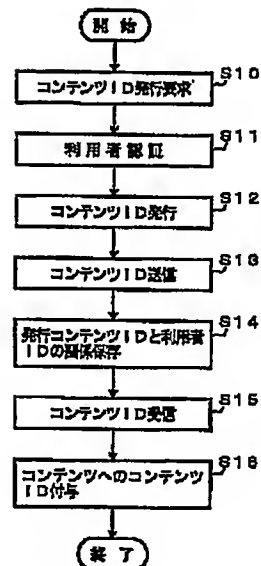 開始
S10
コンテンツID発行要求
S11
利用者認証
S12
コンテンツID発行
S13
コンテンツID送信
S14
発行コンテンツIDと利用者
IDの関係保存
S15
コンテンツID受信
S16
コンテンツへのコンテンツ
ID付与
終了